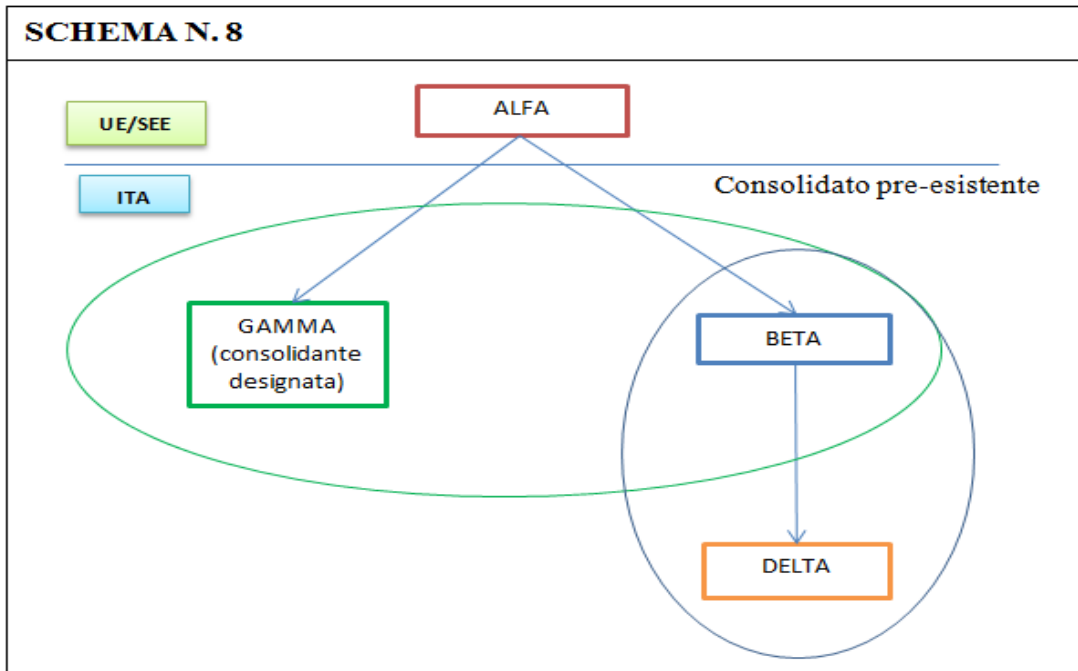 SCHEMA N. 8
UE/SEE
ALFA
ITA
Consolidato pre-esistente
GAMMA
(consolidante
designata)
BETA
DELTA